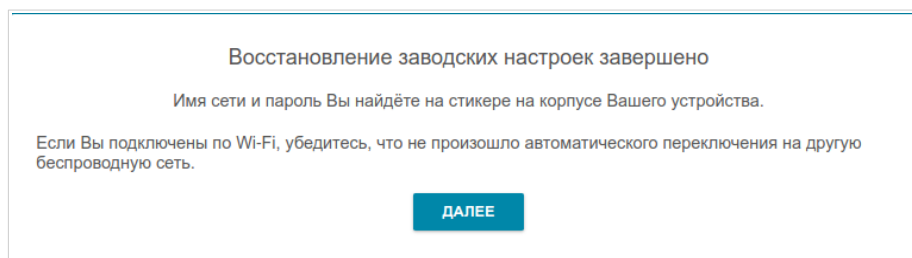 Восстановление заводских настроек завершено
Имя сети и пароль Вы найдёте на стикере на корпусе Вашего устройства.
Если Вы подключены по Wi-Fi, убедитесь, что не произошло автоматического переключения на другую
беспроводную сеть.
ДАЛЕЕ